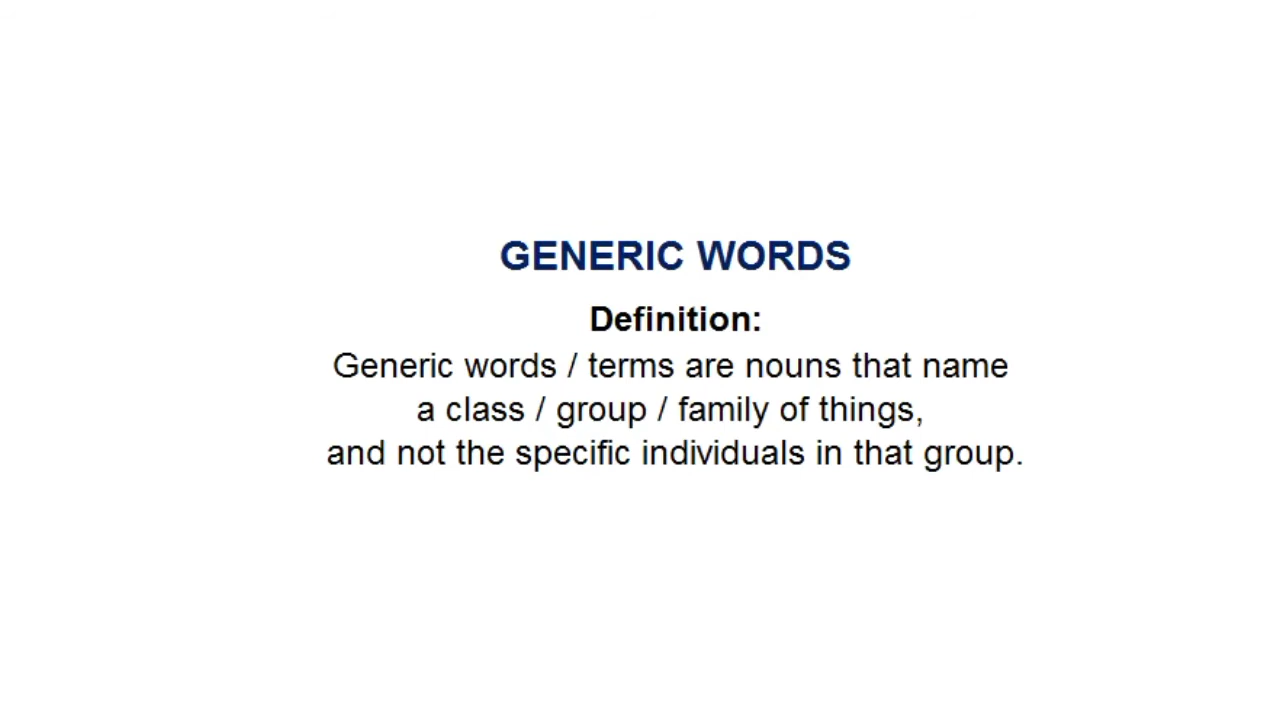 GENERIC WORDS
Definition:
Generic words / terms are nouns that name
a class / group / family of things,
and not the specific individuals in that group.